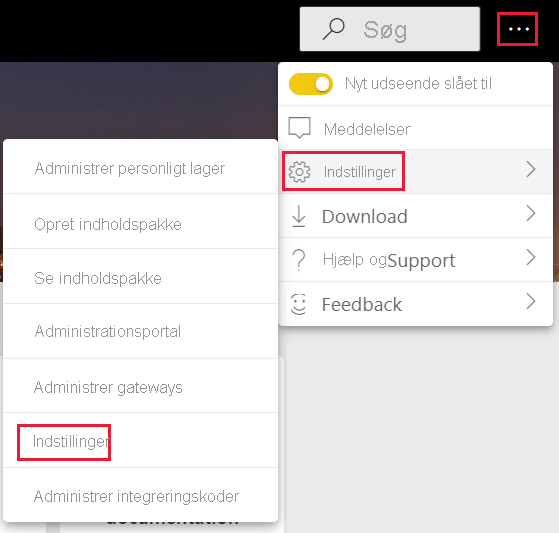 Søg
...
Nyt udseende slået til
Meddelelser
Indstillinger
Download
Hjælp og Support
Feedback
Administrer personligt lager
Opret indholdspakke
Se indholdspakke
Administrationsportal
Administrer gateways
Indstillinger
Administrer integreringskoder
documentation